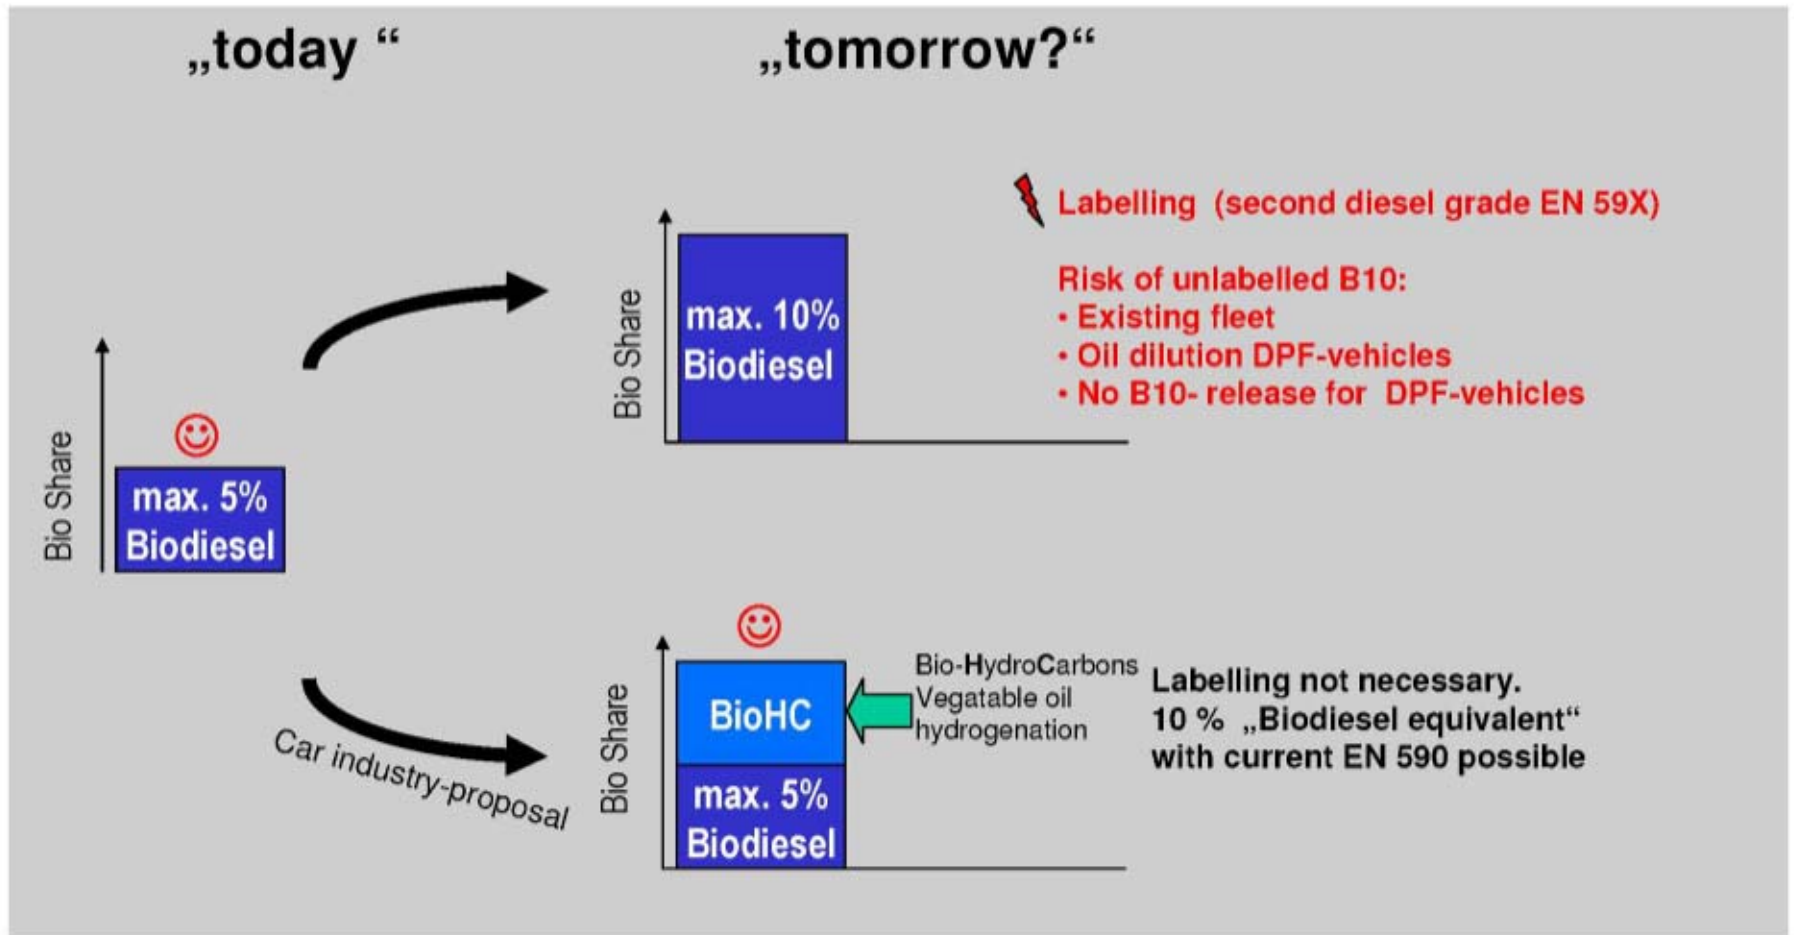 „today “
„tomorrow?“
Bio Share
max. 5%
Biodiesel
Bio Share
max. 10%
Biodiesel
Labelling (second diesel grade EN 59X)
Risk of unlabelled B10:
• Existing fleet
• Oil dilution DPF-vehicles
• No B10- release for DPF-vehicles
Car industry-proposal
Bio Share
BioHC
max. 5%
Biodiesel
Bio-HydroCarbons
Vegatable oil
hydrogenation
Labelling not necessary.
10 % „Biodiesel equivalent“
with current EN 590 possible